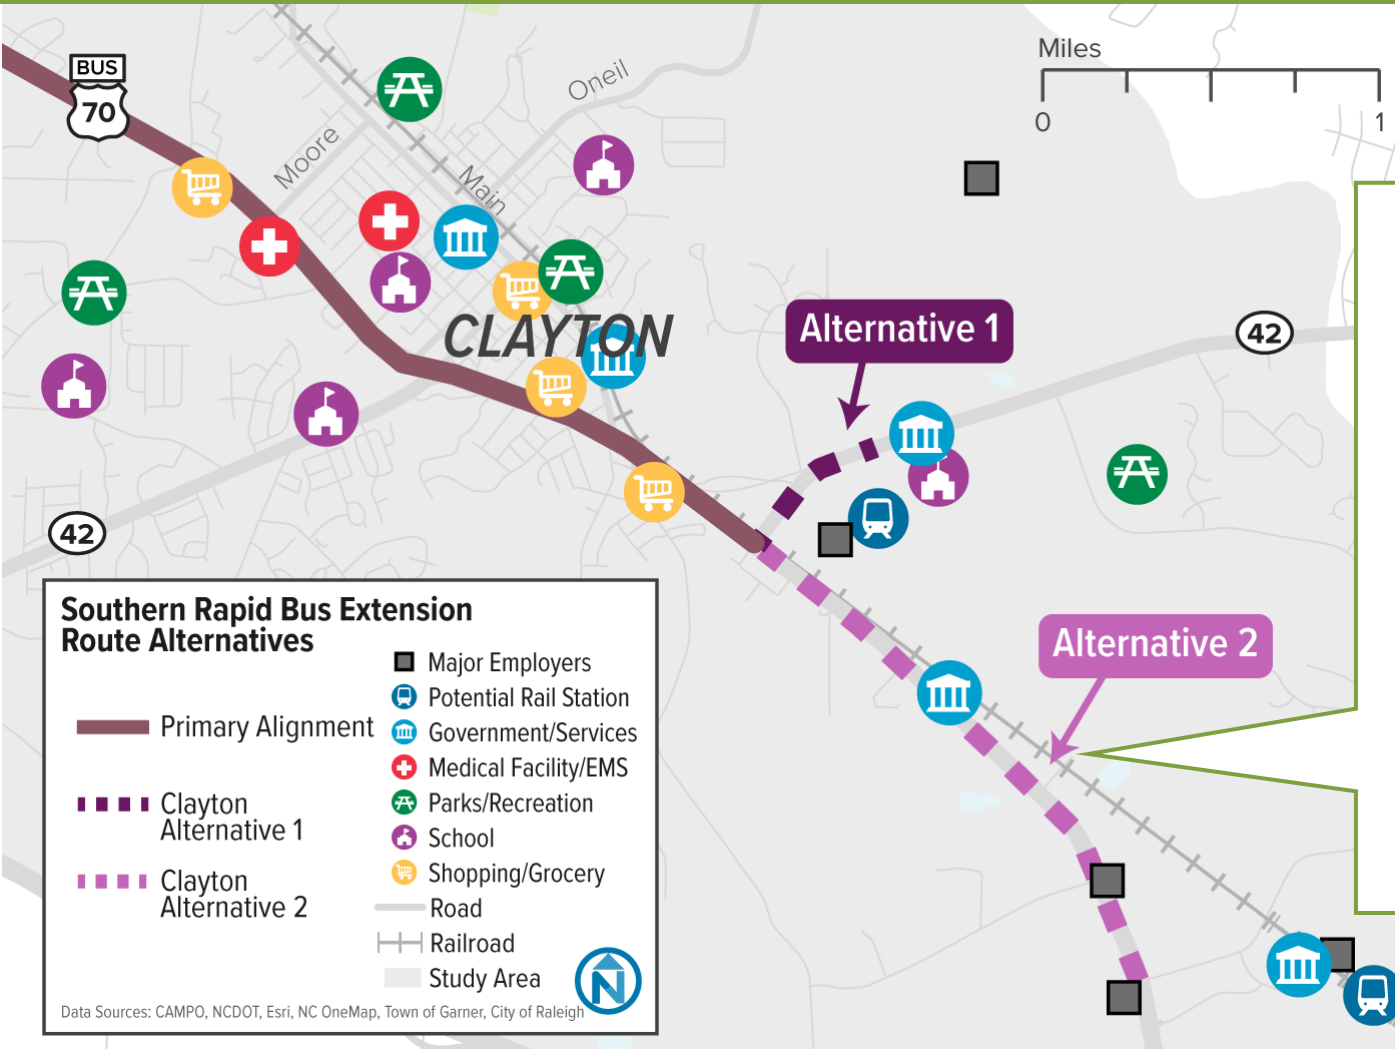 Miles
0
1
BUS
70
Oneil
Moore
Main
CLAYTON
Alternative 1
42
42
Alternative 2
Southern Rapid Bus Extension
Route Alternatives
Primary Alignment
Clayton
Alternative 1
Clayton
Alternative 2
Major Employers
Potential Rail Station
Government/Services
Medical Facility/EMS
Parks/Recreation
School
Shopping/Grocery
Road
Railroad
Study Area
N
Data Sources: CAMPO, NCDOT, Esri, NC OneMap, Town of Garner, City of Raleigh